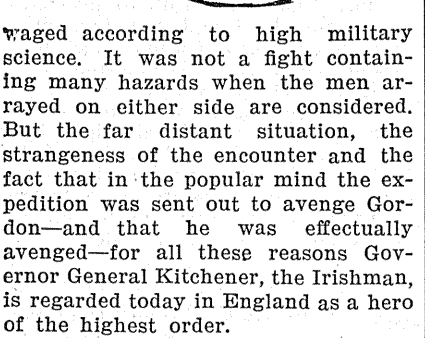 waged according to high military
science. It was not a fight contain-
ing many hazards when the men ar-
rayed on either side are considered.
But the far distant situation, the
strangeness of the encounter and the
fact that in the popular mind the ex-
pedition was sent out to avenge Gor-
don—and that he was effectually
avenged—for all these reasons Gov-
ernor General Kitchener, the Irishman,
is regarded today in England as a hero
of the highest order.